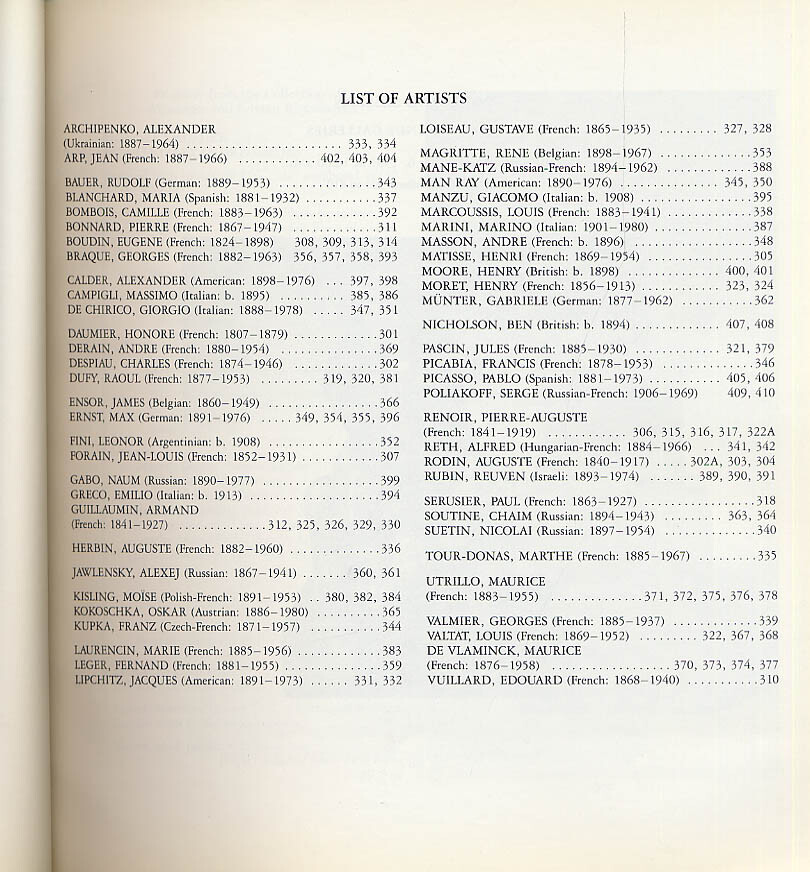 LIST OF ARTISTS
ARCHIPENKO, ALEXANDER
(Ukrainian: 1887–1964) ........................ 333, 334
ARP, JEAN (French: 1887–1966) ............ 402, 403, 404
BAUER, RUDOLF (German: 1889–1953) ...............343
BLANCHARD, MARIA (Spanish: 1881–1932) ...........337
BOMBOIS, CAMILLE (French: 1883–1963) .............392
BONNARD, PIERRE (French: 1867–1947) .............311
BOUDIN, EUGENE (French: 1824–1898) 308, 309, 313, 314
BRAQUE, GEORGES (French: 1882–1963) 356, 357, 358, 393
CALDER, ALEXANDER (American: 1898–1976) ... 397, 398
CAMPIGLI, MASSIMO (Italian: b. 1895) .......... 385, 386
DE CHIRICO, GIORGIO (Italian: 1888–1978) ..... 347, 351
DAUMIER, HONORE (French: 1807–1879) .............301
DERAIN, ANDRE (French: 1880–1954) ...............369
DESPIAU, CHARLES (French: 1874–1946) .............302
DUFY, RAOUL (French: 1877–1953) ......... 319, 320, 381
ENSOR, JAMES (Belgian: 1860–1949) ................366
ERNST, MAX (German: 1891–1976) ..... 349, 354, 355, 396
FINI, LEONOR (Argentinian: b. 1908) .................352
FORAIN, JEAN-LOUIS (French: 1852–1931) ............307
GABO, NAUM (Russian: 1890–1977) ..................399
GRECO, EMILIO (Italian: b. 1913) ....................394
GUILLAUMIN, ARMAND
(French: 1841–1927) ..............312, 325, 326, 329, 330
HERBIN, AUGUSTE (French: 1882–1960) ..............336
JAWLENSKY, ALEXEJ (Russian: 1867–1941) ....... 360, 361
KISLING, MOÏSE (Polish-French: 1891–1953) .. 380, 382, 384
KOKOSCHKA, OSKAR (Austrian: 1886–1980) ..........365
KUPKA, FRANZ (Czech-French: 1871–1957) ...........344
LAURENCIN, MARIE (French: 1885–1956) .............383
LEGER, FERNAND (French: 1881–1955) ...............359
LIPCHITZ, JACQUES (American: 1891–1973) ...... 331, 332
LOISEAU, GUSTAVE (French: 1865–1935) ......... 327, 328
MAGRITTE, RENE (Belgian: 1898–1967) ................353
MANE-KATZ (Russian-French: 1894–1962) ..............388
MAN RAY (American: 1890–1976) ............... 345, 350
MANZU, GIACOMO (Italian: b. 1908) ..................395
MARCOUSSIS, LOUIS (French: 1883–1941) .............338
MARINI, MARINO (Italian: 1901–1980) ................387
MASSON, ANDRE (French: b. 1896) ...................348
MATISSE, HENRI (French: 1869–1954) .................305
MOORE, HENRY (British: b. 1898) .............. 400, 401
MORET, HENRY (French: 1856–1913) ............. 323, 324
MÜNTER, GABRIELE (German: 1877–1962) ...........362
NICHOLSON, BEN (British: b. 1894) ............. 407, 408
PASCIN, JULES (French: 1885–1930) .............. 321, 379
PICABIA, FRANCIS (French: 1878–1953) ...............346
PICASSO, PABLO (Spanish: 1881–1973) ........... 405, 406
POLIAKOFF, SERGE (Russian-French: 1906–1969) 409, 410
RENOIR, PIERRE-AUGUSTE
(French: 1841–1919) ............ 306, 315, 316, 317, 322A
RETH, ALFRED (Hungarian-French: 1884–1966) ... 341, 342
RODIN, AUGUSTE (French: 1840–1917) ..... 302A, 303, 304
RUBIN, REUVEN (Israeli: 1893–1974) ....... 389, 390, 391
SERUSIER, PAUL (French: 1863–1927) .................318
SOUTINE, CHAIM (Russian: 1894–1943) ......... 363, 364
SUETIN, NICOLAI (Russian: 1897–1954) ..............340
TOUR-DONAS, MARTHE (French: 1885–1967) .........335
UTRILLO, MAURICE
(French: 1883–1955) ..............371, 372, 375, 376, 378
VALMIER, GEORGES (French: 1885–1937) .............339
VALTAT, LOUIS (French: 1869–1952) ......... 322, 367, 368
DE VLAMINCK, MAURICE
(French: 1876–1958) .................. 370, 373, 374, 377
VUILLARD, EDOUARD (French: 1868–1940) ...........310